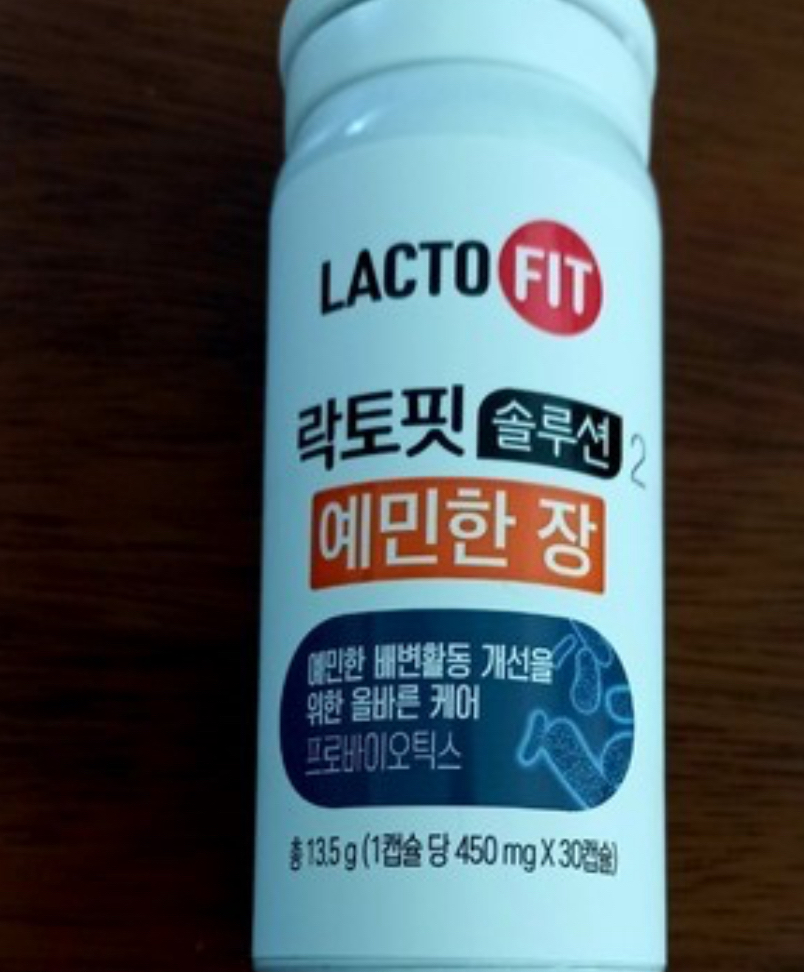 LACTO FIT
락토핏 솔루션 2
예민한 장
예민한 배변활동 개선을
위한 올바른 케어
프로바이오틱스
총 13.5 g (1캡슐 당 450 mg X 30캡슐)